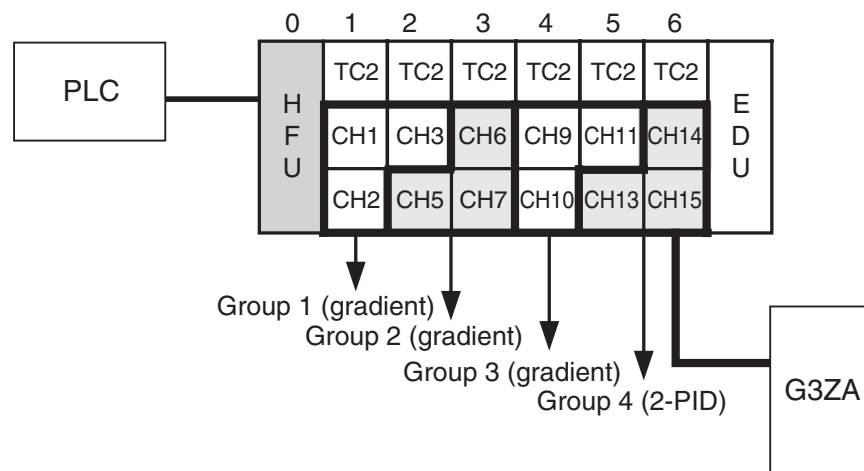 0 1 2 3 4 5 6
PLC
HFU
TC2 TC2 TC2 TC2 TC2 TC2
EDU
CH1 CH3 CH6 CH9 CH11 CH14
CH2 CH5 CH7 CH10 CH13 CH15
Group 1 (gradient)
Group 2 (gradient)
Group 3 (gradient)
Group 4 (2-PID)
G3ZA